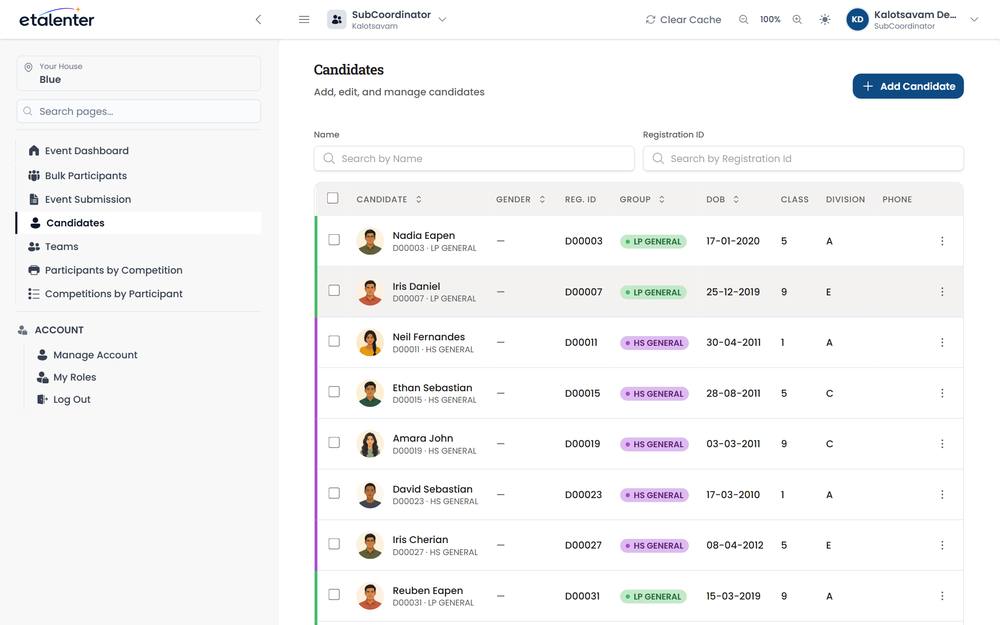 etalenter
SubCoordinator
Kalotsavam
Clear Cache
100%
KD
Kalotsavam De...
SubCoordinator
Your House
Blue
Search pages...
Event Dashboard
Bulk Participants
Event Submission
Candidates
Teams
Participants by Competition
Competitions by Participant
ACCOUNT
Manage Account
My Roles
Log Out
Candidates
Add, edit, and manage candidates
Add Candidate
Name
Registration ID
Search by Name
Search by Registration Id
CANDIDATE GENDER REG. ID GROUP DOB CLASS DIVISION PHONE
Nadia Eapen
D00003 · LP GENERAL
— D00003 LP GENERAL 17-01-2020 5 A
Iris Daniel
D00007 · LP GENERAL
— D00007 LP GENERAL 25-12-2019 9 E
Neil Fernandes
D00011 · HS GENERAL
— D00011 HS GENERAL 30-04-2011 1 A
Ethan Sebastian
D00015 · HS GENERAL
— D00015 HS GENERAL 28-08-2011 5 C
Amara John
D00019 · HS GENERAL
— D00019 HS GENERAL 03-03-2011 9 C
David Sebastian
D00023 · HS GENERAL
— D00023 HS GENERAL 17-03-2010 1 A
Iris Cherian
D00027 · HS GENERAL
— D00027 HS GENERAL 08-04-2012 5 E
Reuben Eapen
D00031 · LP GENERAL
— D00031 LP GENERAL 15-03-2019 9 A